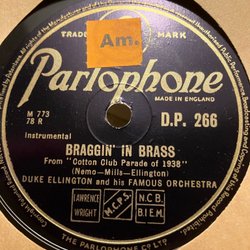 Am.
TRADE MARK
Parlophone
MADE IN ENGLAND
M 773
78 R
D.P. 266
Instrumental
BRAGGIN' IN BRASS
From "Cotton Club Parade of 1938"
(Nemo–Mills–Ellington)
DUKE ELLINGTON and his FAMOUS ORCHESTRA
LAWRENCE
WRIGHT
M.C.P.S.
N.C.B.
B.I.E.M.
THE PARLOPHONE CO. LTD.